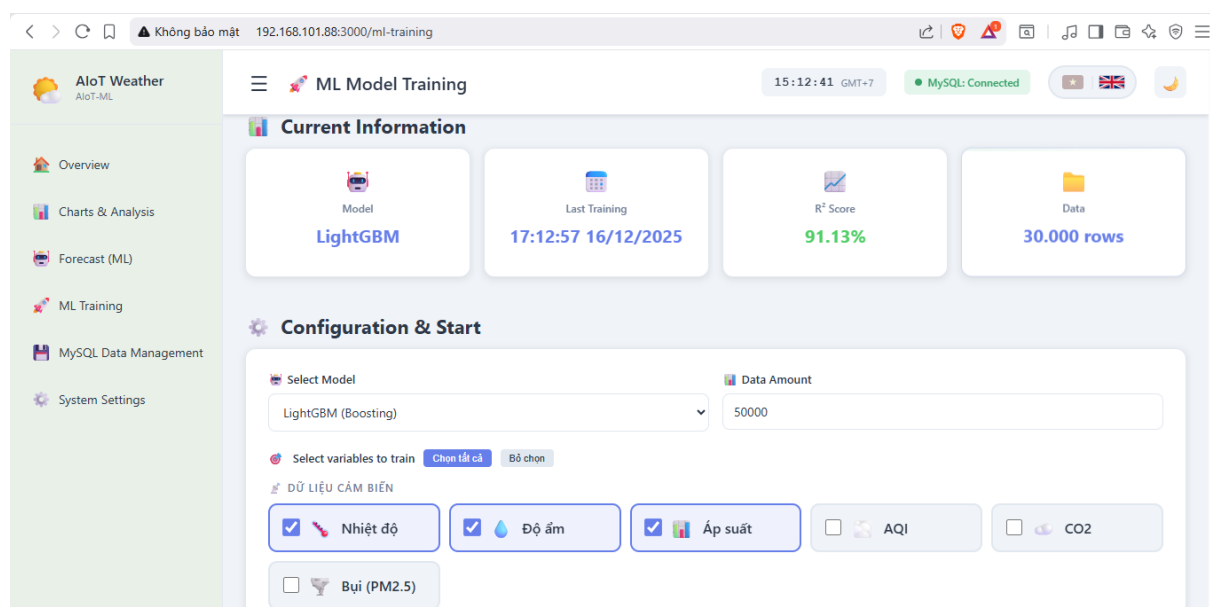 Không bảo mật 192.168.101.88:3000/ml-training
1
AIoT Weather
AIoT-ML
ML Model Training
15:12:41 GMT+7
MySQL: Connected
Overview
Charts & Analysis
Forecast (ML)
ML Training
MySQL Data Management
System Settings
Current Information
Model
LightGBM
Last Training
17:12:57 16/12/2025
R² Score
91.13%
Data
30.000 rows
Configuration & Start
Select Model
LightGBM (Boosting)
Data Amount
50000
Select variables to train Chọn tất cả Bỏ chọn
DỮ LIỆU CẢM BIẾN
Nhiệt độ
Độ ẩm
Áp suất
AQI
CO2
Bụi (PM2.5)